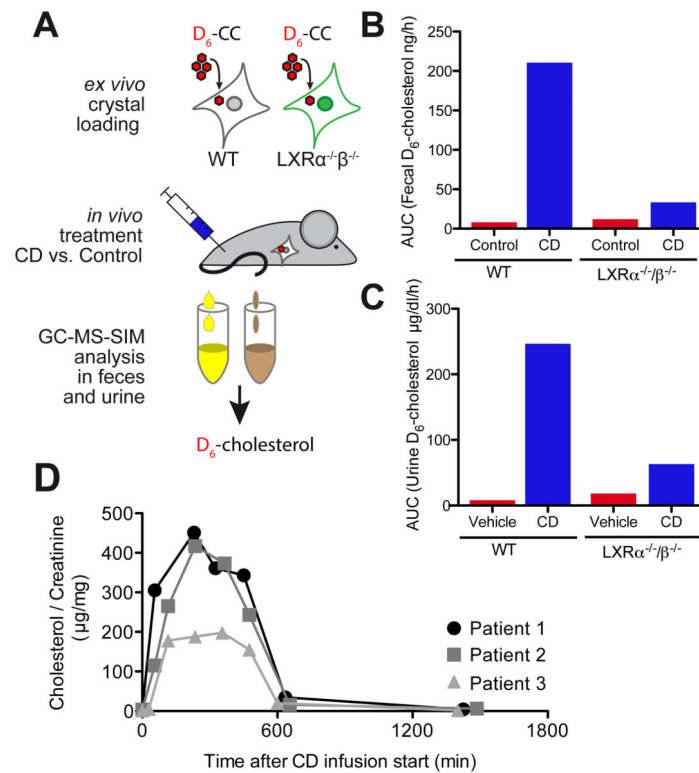 A
D6-CC D6-CC
ex vivo
crystal
loading
WT LXRα-/-β-/-
in vivo
treatment
CD vs. Control
GC-MS-SIM
analysis
in feces
and urine
D6-cholesterol
B
AUC (Fecal D6-cholesterol ng/h)
250
200
150
100
50
0
Control CD Control CD
WT LXRα-/-/β-/-
C
AUC (Urine D6-cholesterol µg/dl/h)
300
200
100
0
Vehicle CD Vehicle CD
WT LXRα-/-/β-/-
D
Cholesterol / Creatinine
(µg/mg)
500
400
300
200
100
0
0 600 1200 1800
Time after CD infusion start (min)
Patient 1
Patient 2
Patient 3